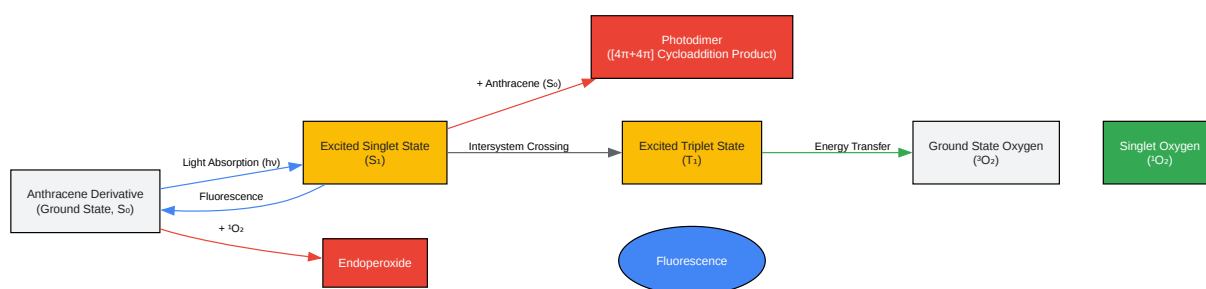 Photodimer
([4π+4π] Cycloaddition Product)
+ Anthracene (S₀)
Excited Singlet State
(S₁)
Intersystem Crossing
Excited Triplet State
(T₁)
Energy Transfer
Ground State Oxygen
(³O₂)
Singlet Oxygen
(¹O₂)
Light Absorption (hν)
Anthracene Derivative
(Ground State, S₀)
Fluorescence
+ ¹O₂
Endoperoxide
Fluorescence